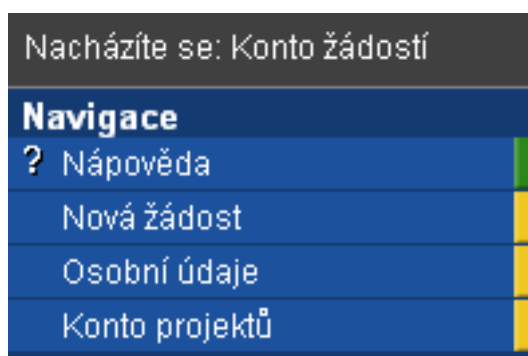 Nacházíte se: Konto žádostí
Navigace
? Nápověda
Nová žádost
Osobní údaje
Konto projektů